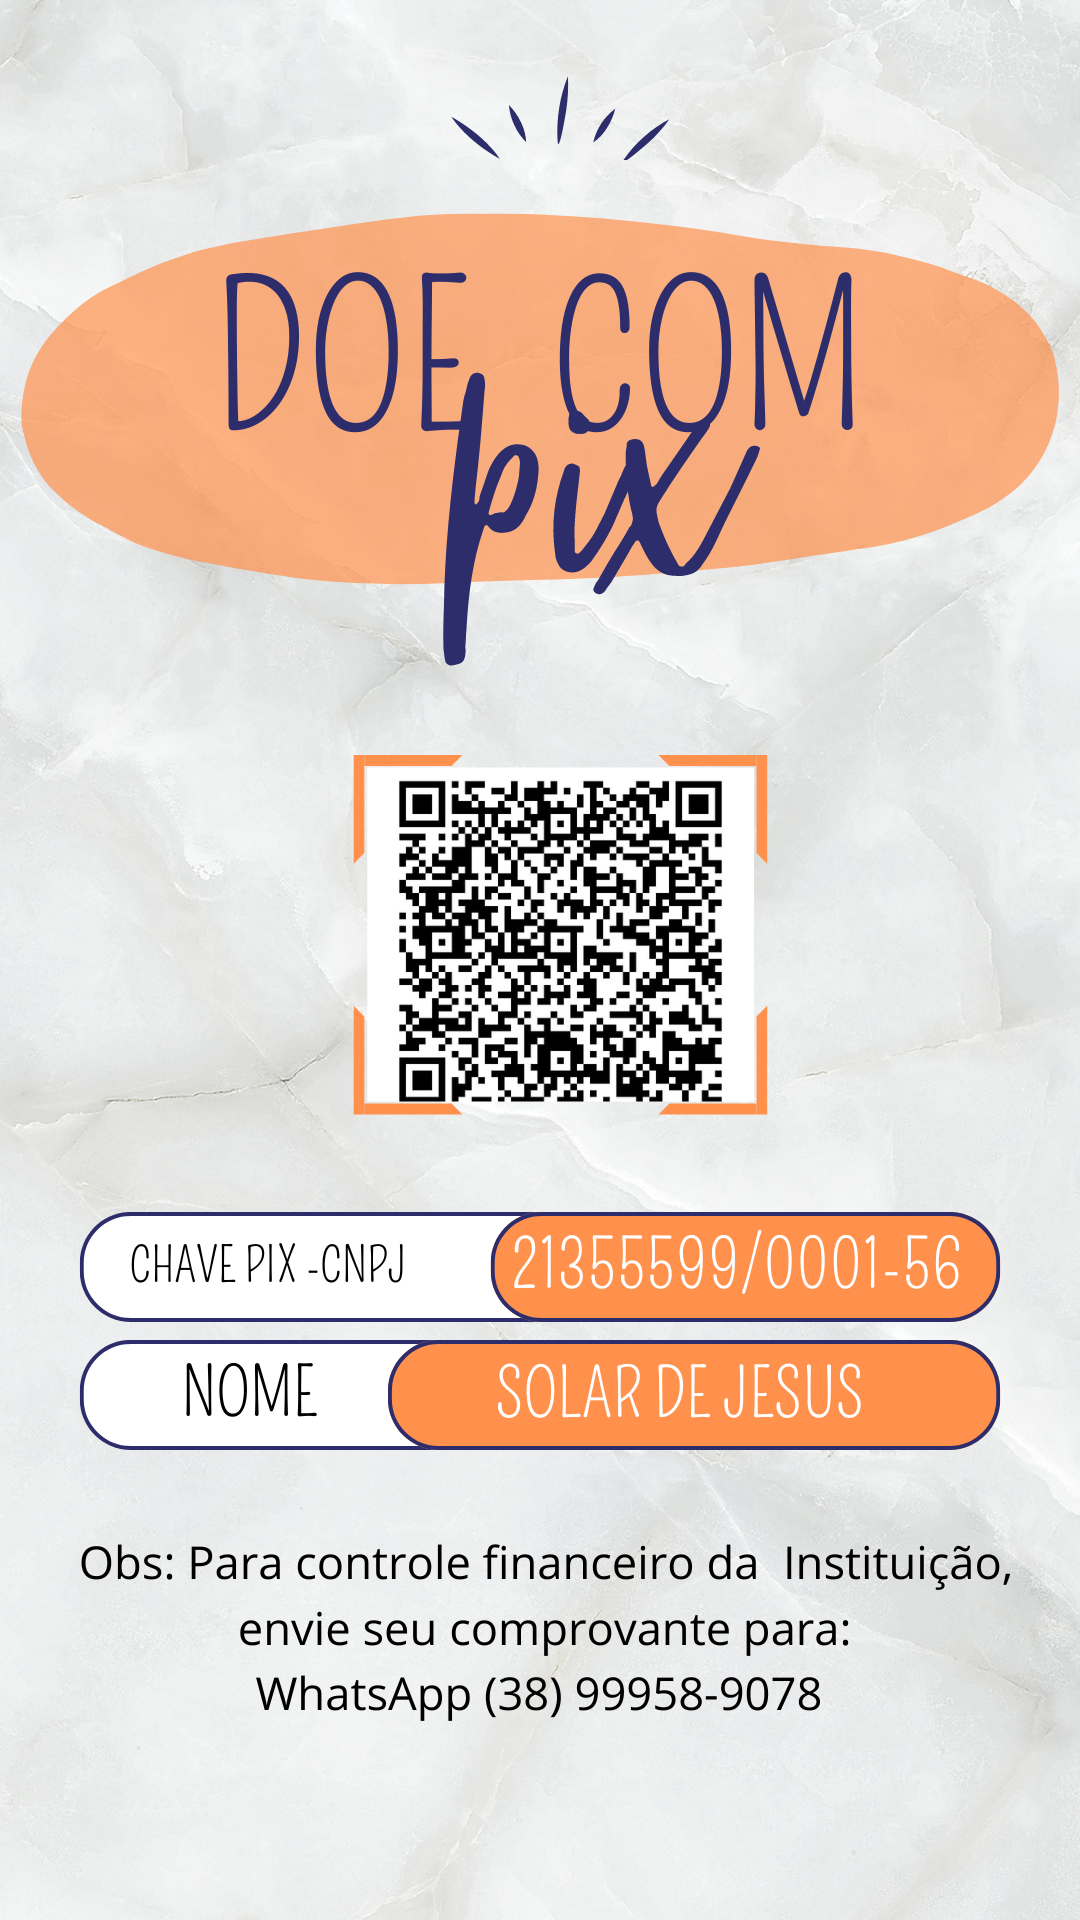 DOE COM
pix
CHAVE PIX -CNPJ
21355599/0001-56
NOME
SOLAR DE JESUS
Obs: Para controle financeiro da Instituição,
envie seu comprovante para:
WhatsApp (38) 99958-9078